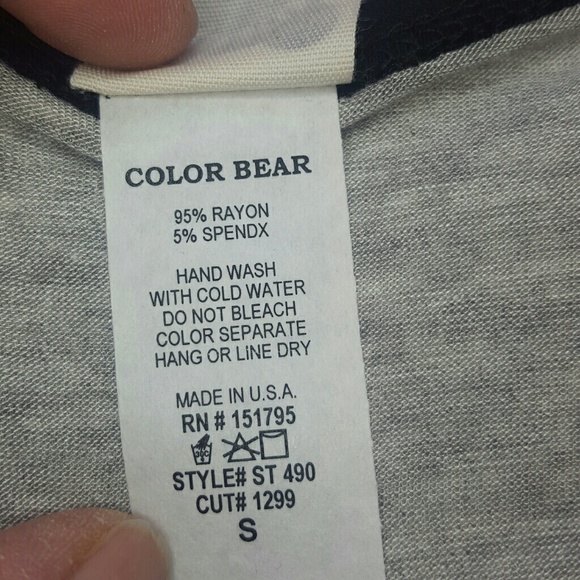 COLOR BEAR
95% RAYON
5% SPENDX
HAND WASH
WITH COLD WATER
DO NOT BLEACH
COLOR SEPARATE
HANG OR LiNE DRY
MADE IN U.S.A.
RN # 151795
30C
STYLE# ST 490
CUT# 1299
S